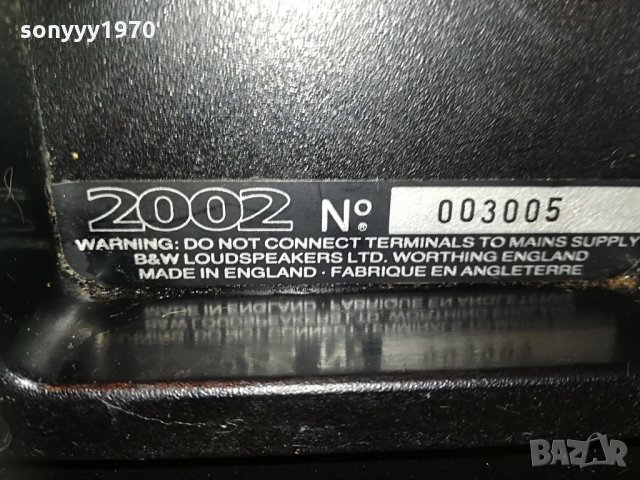 sonyyy1970
2002 Nº. 003005
WARNING: DO NOT CONNECT TERMINALS TO MAINS SUPPLY
B&W LOUDSPEAKERS LTD. WORTHING ENGLAND
MADE IN ENGLAND · FABRIQUE EN ANGLETERRE
BAZAR